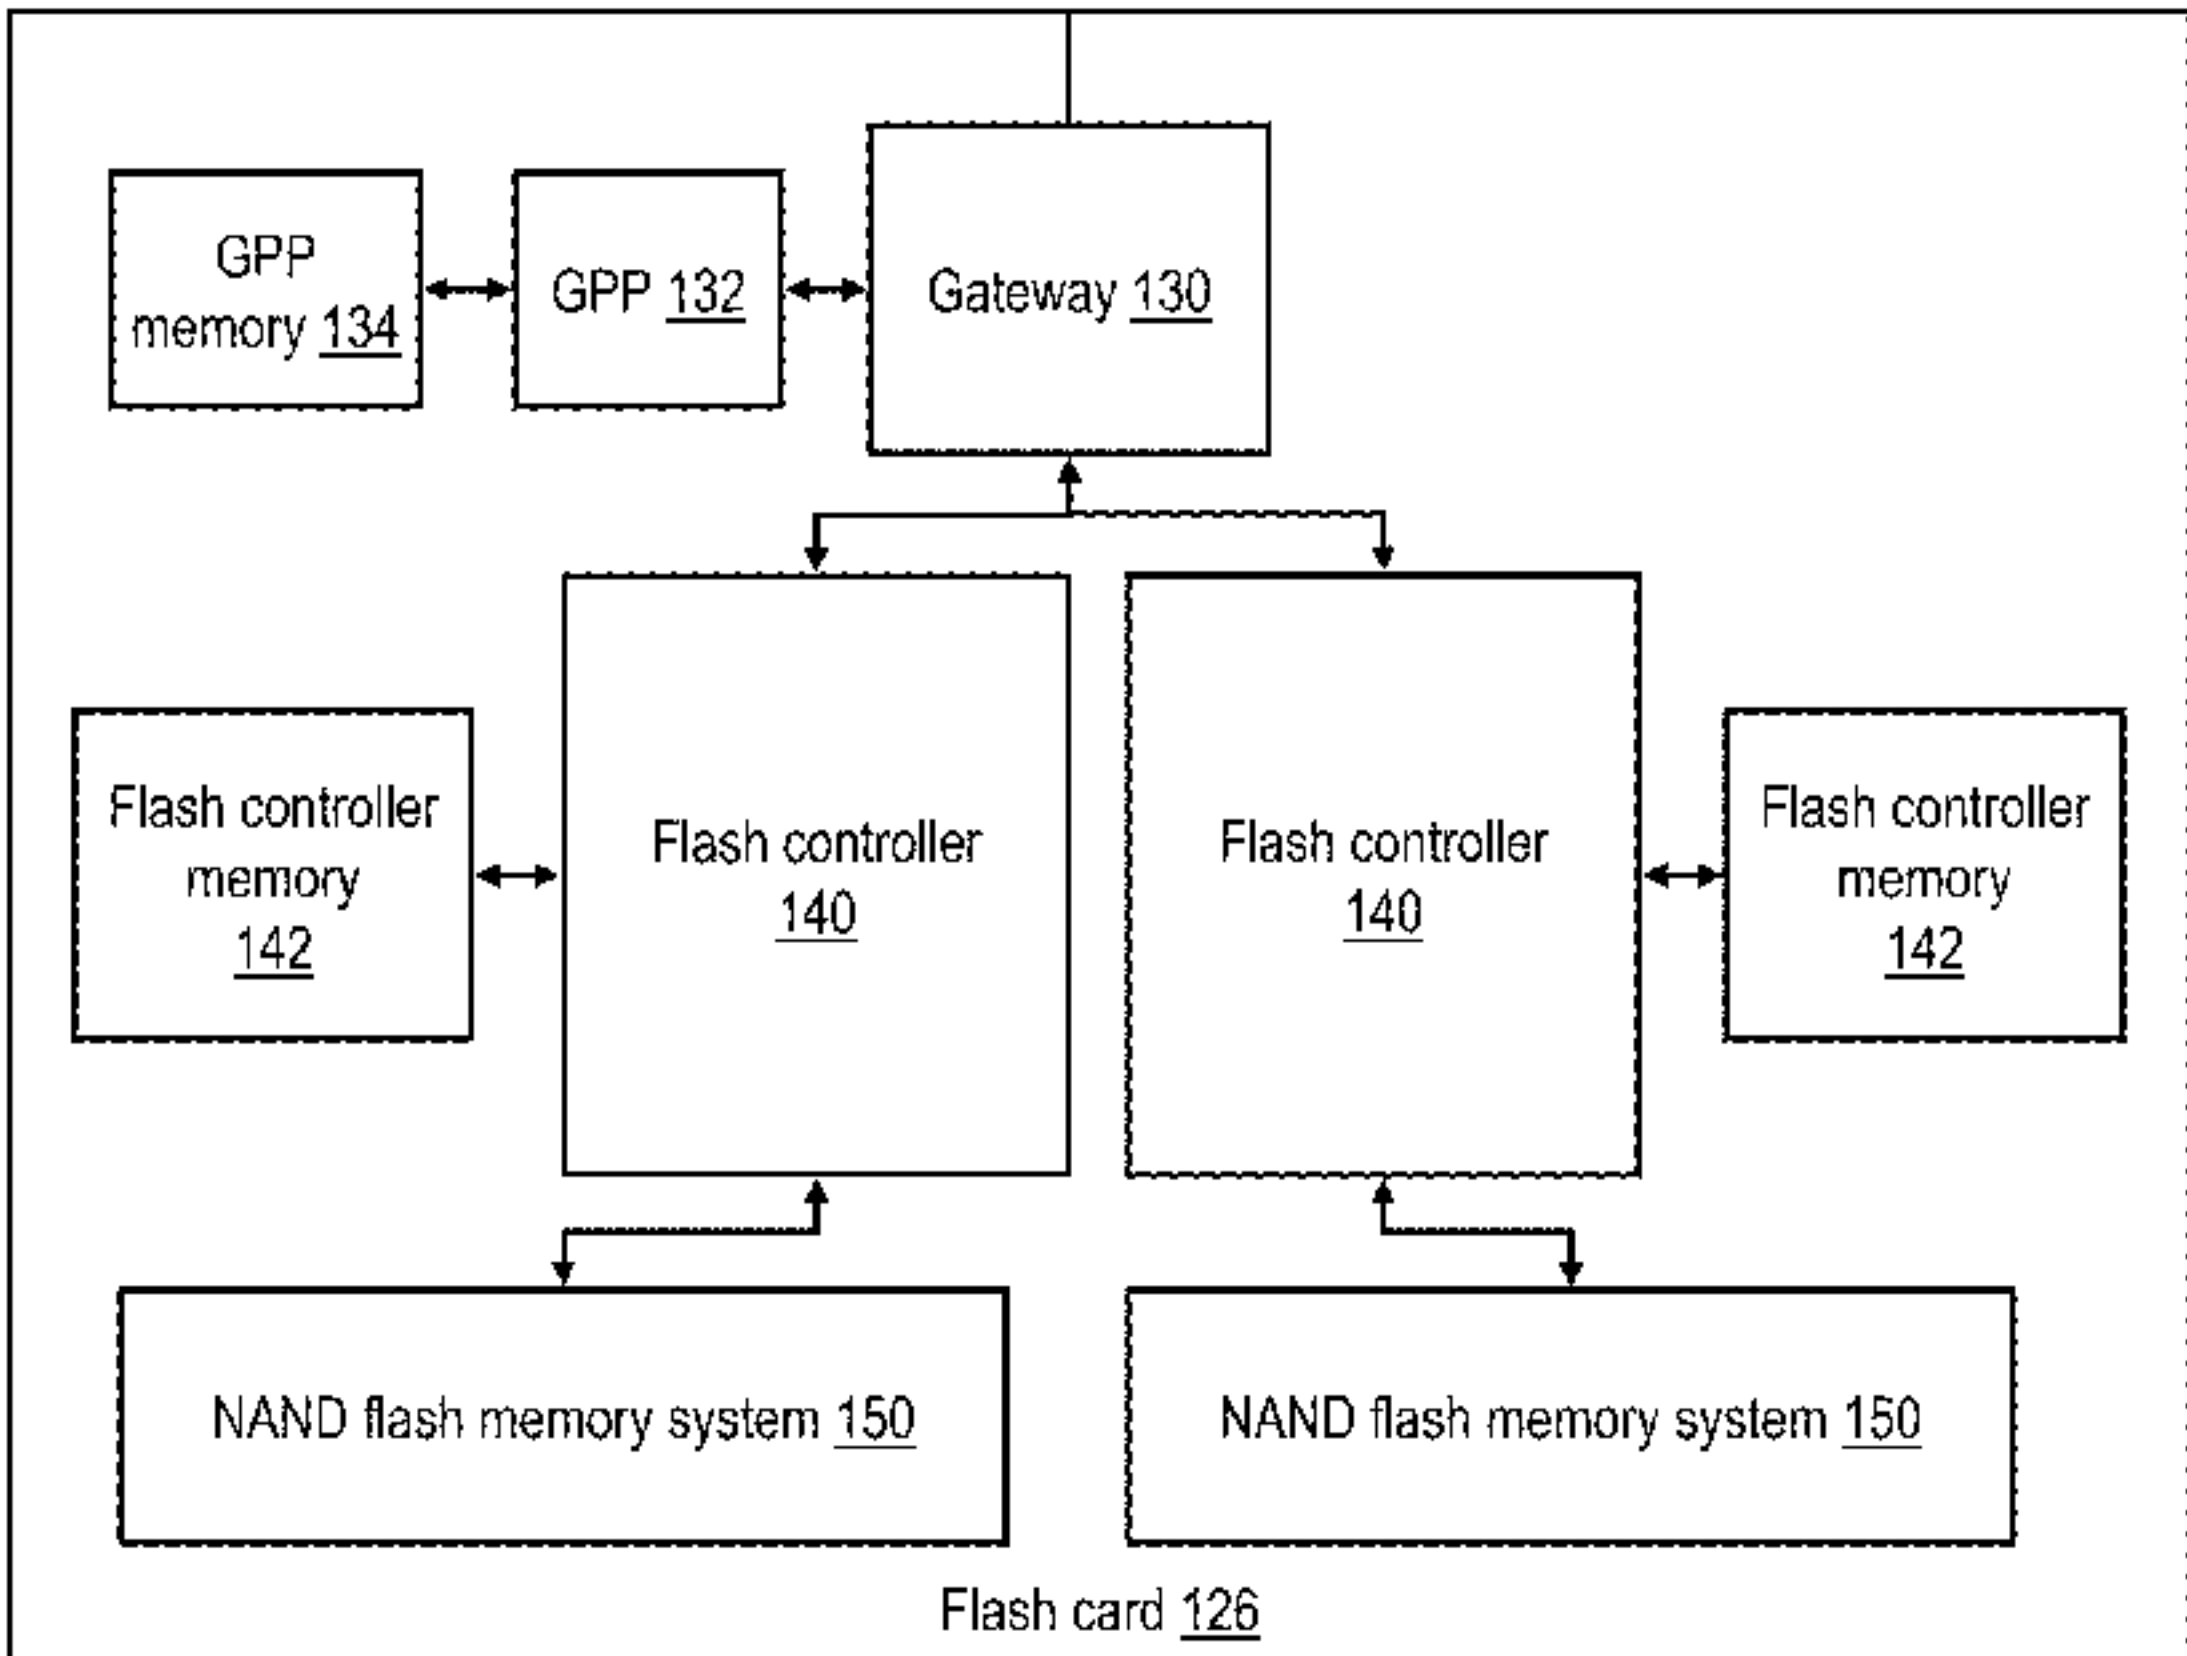 GPP
memory 134
GPP 132
Gateway 130
Flash controller
memory
142
Flash controller
140
Flash controller
140
Flash controller
memory
142
NAND flash memory system 150
NAND flash memory system 150
Flash card 126